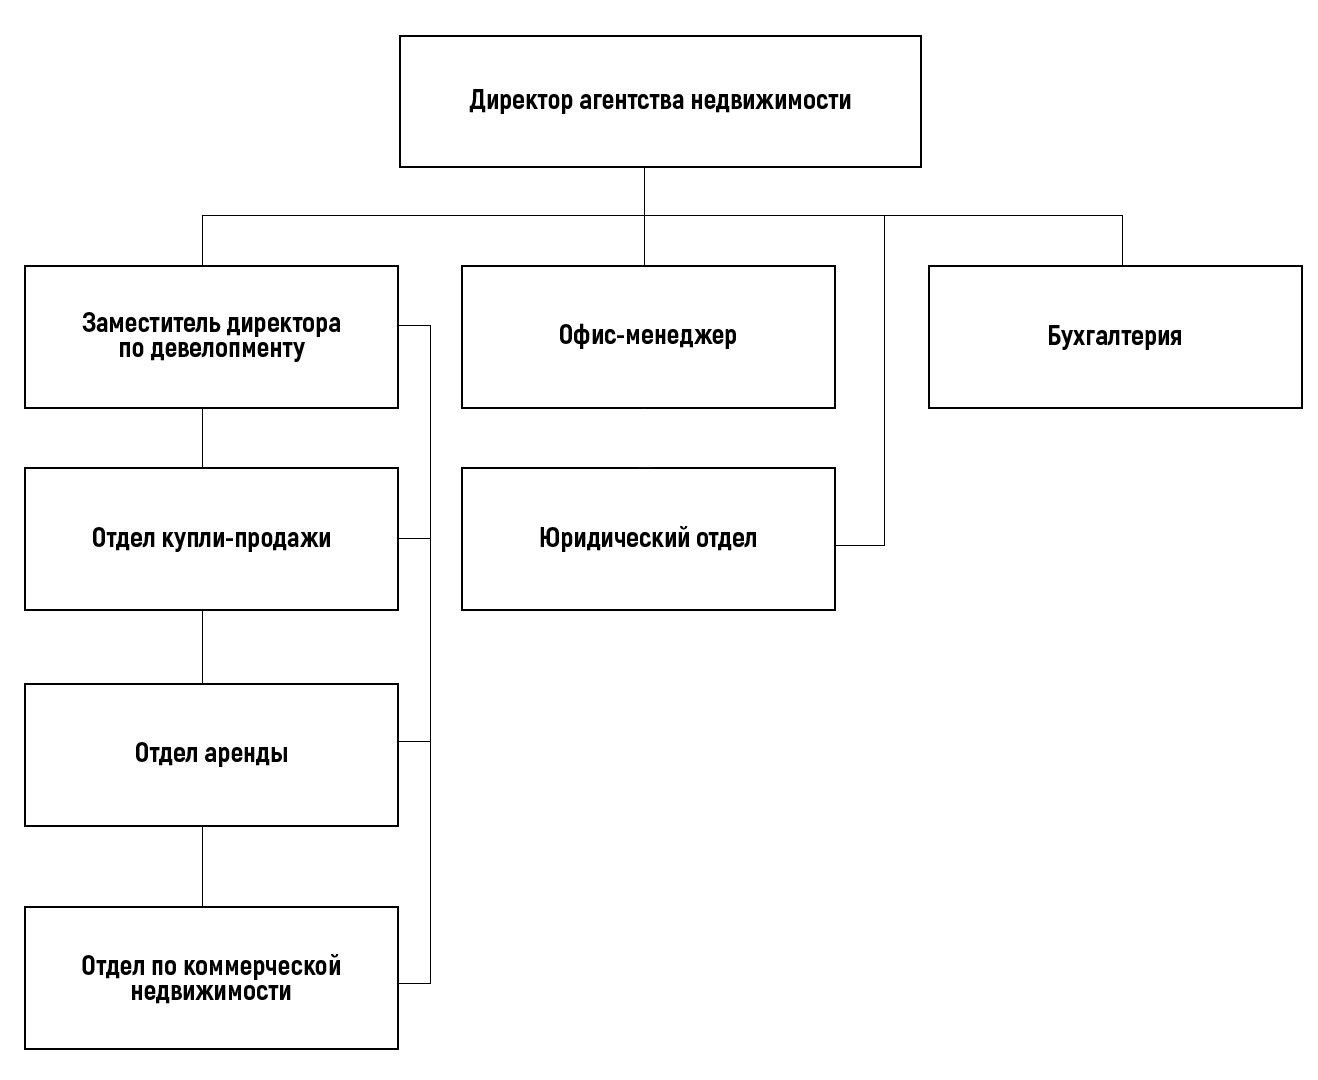 Директор агентства недвижимости
Заместитель директора
по девелопменту
Офис-менеджер
Бухгалтерия
Отдел купли-продажи
Юридический отдел
Отдел аренды
Отдел по коммерческой
недвижимости